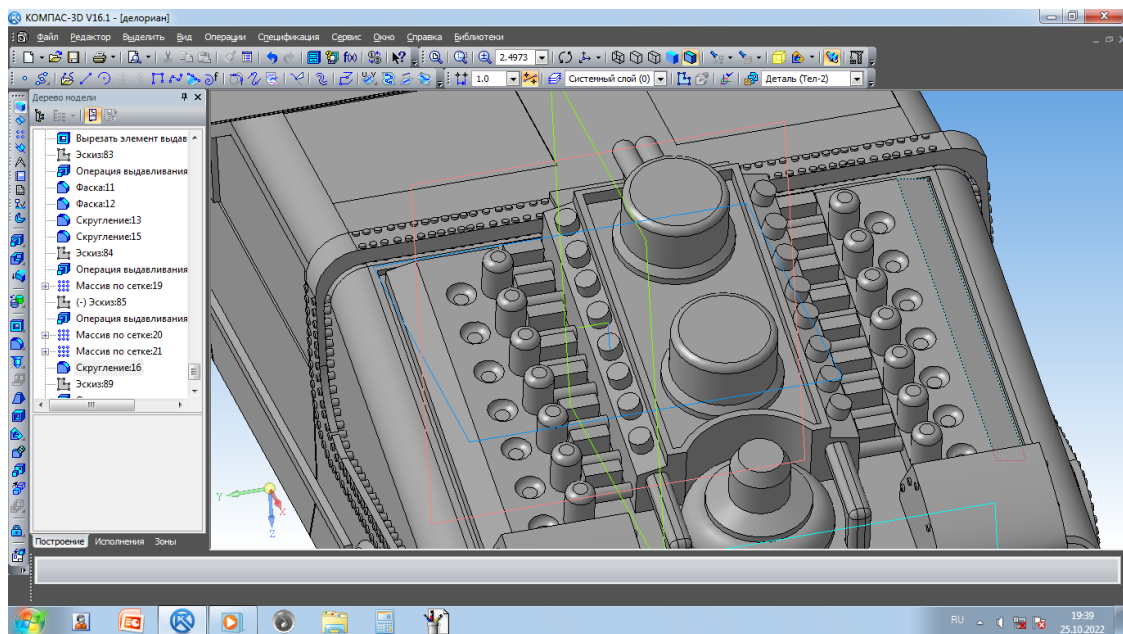 КОМПАС-3D V16.1 - [делориан]
Файл Редактор Выделить Вид Операции Спецификация Сервис Окно Справка Библиотеки
2.4973
1.0 Системный слой (0) Деталь (Тел-2)
Дерево модели
Вырезать элемент выдав
Эскиз:83
Операция выдавливания
Фаска:11
Фаска:12
Скругление:13
Скругление:15
Эскиз:84
Операция выдавливания
Массив по сетке:19
(-) Эскиз:85
Операция выдавливания
Массив по сетке:20
Массив по сетке:21
Скругление:16
Эскиз:89
Y
X
Z
Построение Исполнения Зоны
RU
19:39
25.10.2022